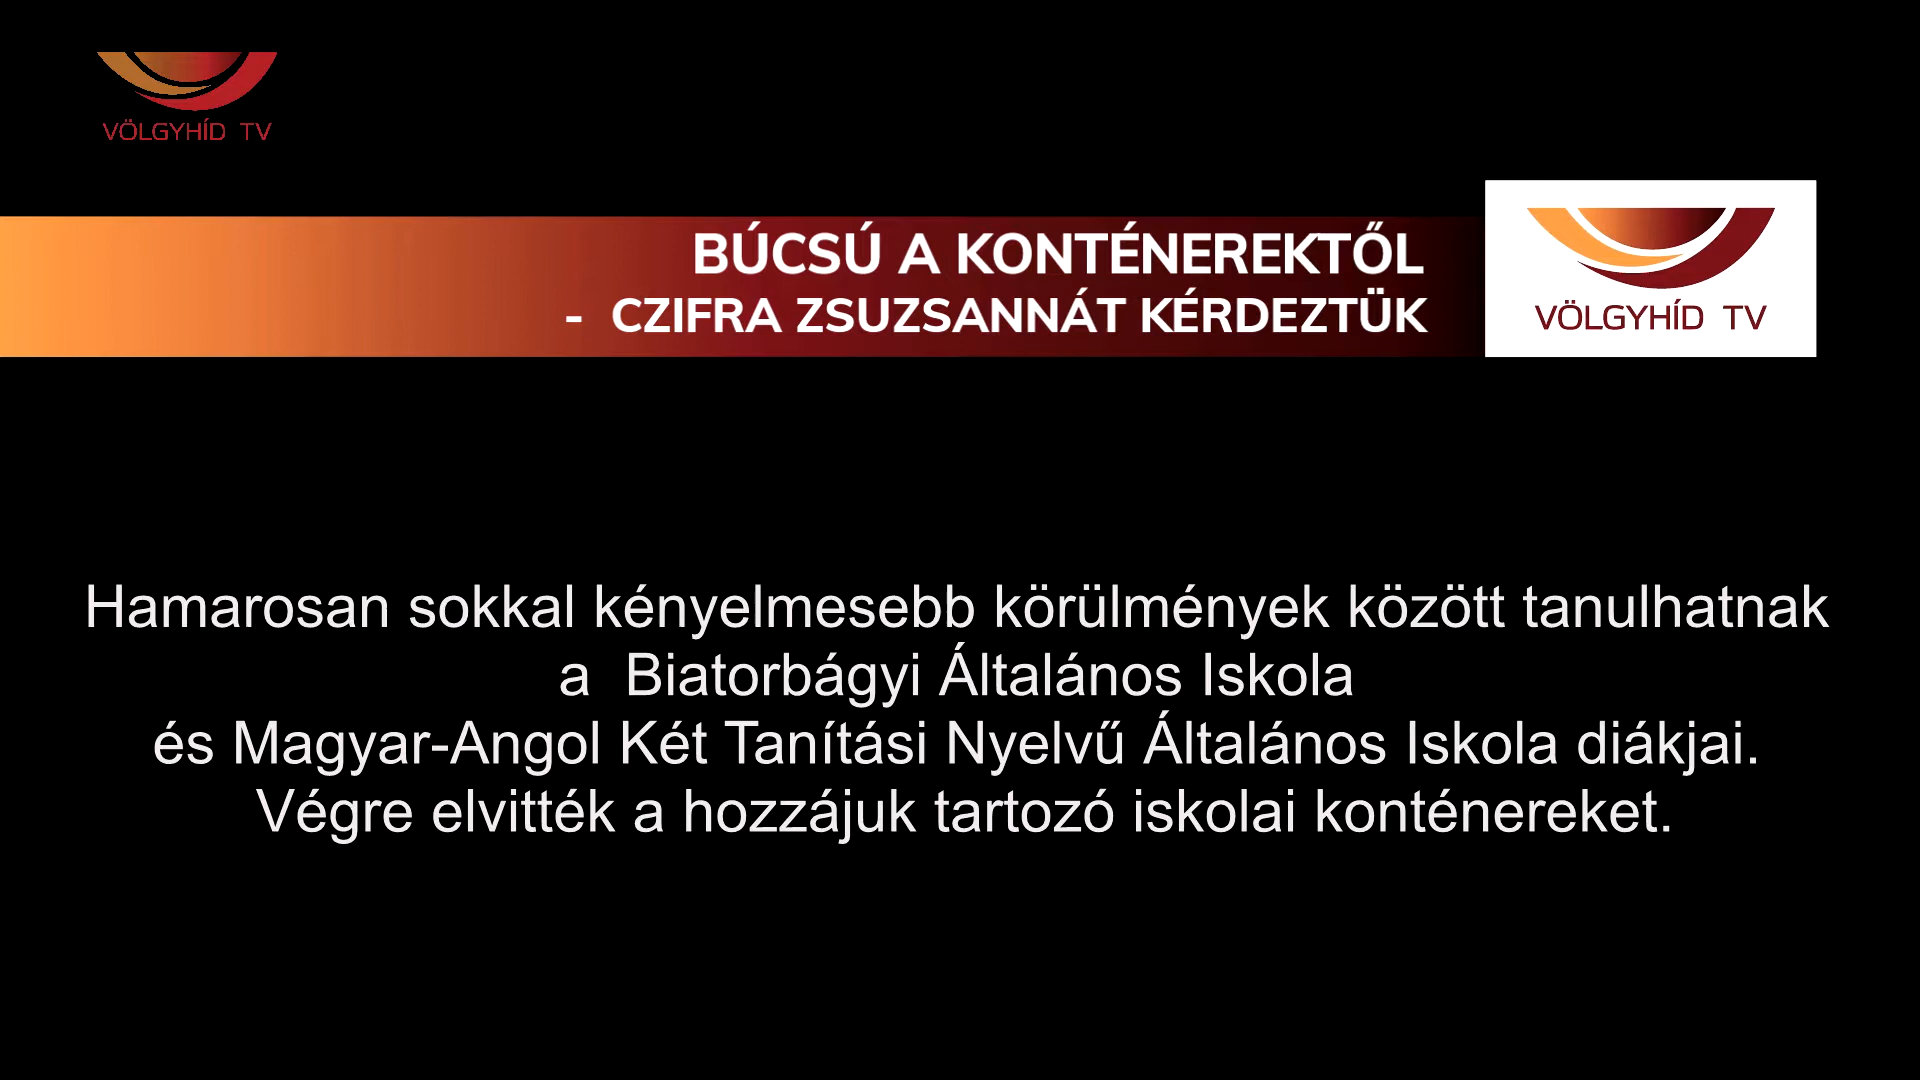 VÖLGYHÍD TV
BÚCSÚ A KONTÉNEREKTŐL
- CZIFRA ZSUZSANNÁT KÉRDEZTÜK
VÖLGYHÍD TV
Hamarosan sokkal kényelmesebb körülmények között tanulhatnak
a Biatorbágyi Általános Iskola
és Magyar-Angol Két Tanítási Nyelvű Általános Iskola diákjai.
Végre elvitték a hozzájuk tartozó iskolai konténereket.